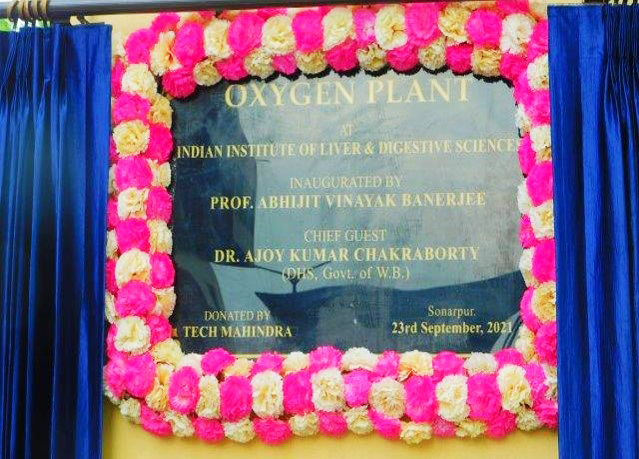 OXYGEN PLANT
AT
INDIAN INSTITUTE OF LIVER & DIGESTIVE SCIENCES
INAUGURATED BY
PROF. ABHIJIT VINAYAK BANERJEE
CHIEF GUEST
DR. AJOY KUMAR CHAKRABORTY
(DHS, Govt. of W.B.)
DONATED BY
TECH MAHINDRA
Sonarpur.
23rd September, 2021